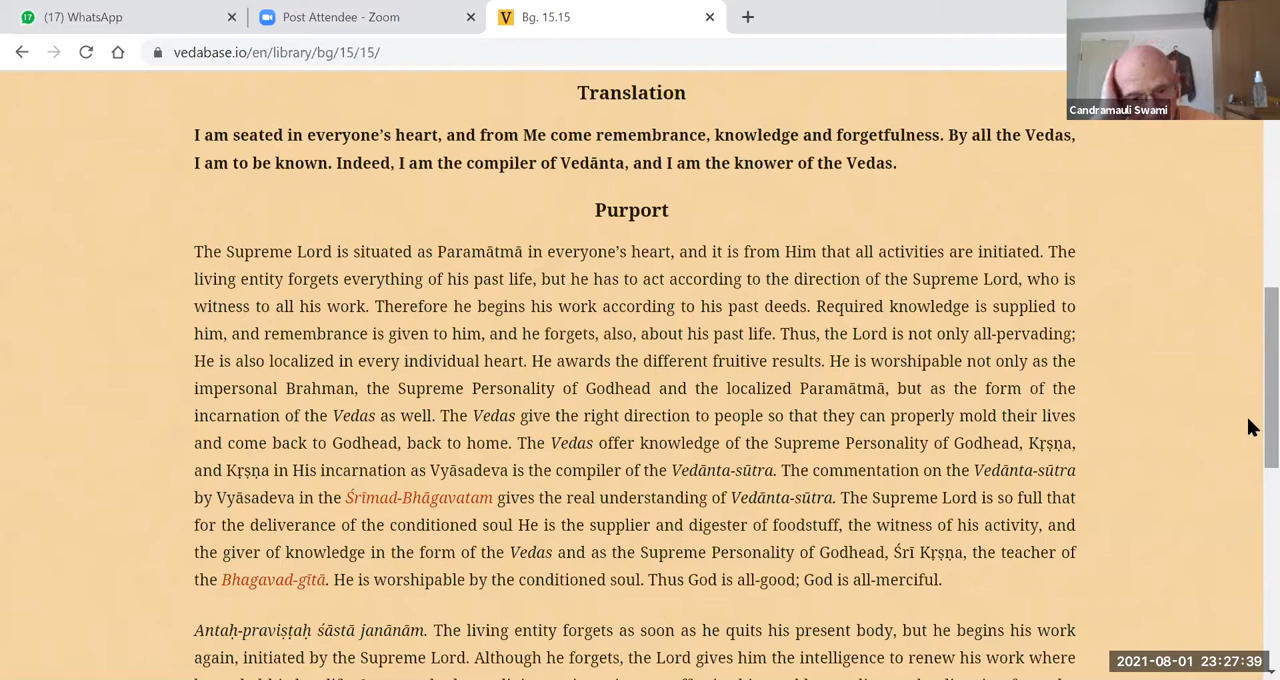 17
(17) WhatsApp
Post Attendee - Zoom
V
Bg. 15.15
vedabase.io/en/library/bg/15/15/
Candramauli Swami
Translation
I am seated in everyone’s heart, and from Me come remembrance, knowledge and forgetfulness. By all the Vedas,
I am to be known. Indeed, I am the compiler of Vedānta, and I am the knower of the Vedas.
Purport
The Supreme Lord is situated as Paramātmā in everyone’s heart, and it is from Him that all activities are initiated. The
living entity forgets everything of his past life, but he has to act according to the direction of the Supreme Lord, who is
witness to all his work. Therefore he begins his work according to his past deeds. Required knowledge is supplied to
him, and remembrance is given to him, and he forgets, also, about his past life. Thus, the Lord is not only all-pervading;
He is also localized in every individual heart. He awards the different fruitive results. He is worshipable not only as the
impersonal Brahman, the Supreme Personality of Godhead and the localized Paramātmā, but as the form of the
incarnation of the Vedas as well. The Vedas give the right direction to people so that they can properly mold their lives
and come back to Godhead, back to home. The Vedas offer knowledge of the Supreme Personality of Godhead, Kṛṣṇa,
and Kṛṣṇa in His incarnation as Vyāsadeva is the compiler of the Vedānta-sūtra. The commentation on the Vedānta-sūtra
by Vyāsadeva in the Śrīmad-Bhāgavatam gives the real understanding of Vedānta-sūtra. The Supreme Lord is so full that
for the deliverance of the conditioned soul He is the supplier and digester of foodstuff, the witness of his activity, and
the giver of knowledge in the form of the Vedas and as the Supreme Personality of Godhead, Śrī Kṛṣṇa, the teacher of
the Bhagavad-gītā. He is worshipable by the conditioned soul. Thus God is all-good; God is all-merciful.
Antaḥ-praviṣṭaḥ śāstā janānām. The living entity forgets as soon as he quits his present body, but he begins his work
again, initiated by the Supreme Lord. Although he forgets, the Lord gives him the intelligence to renew his work where
2021-08-01 23:27:39